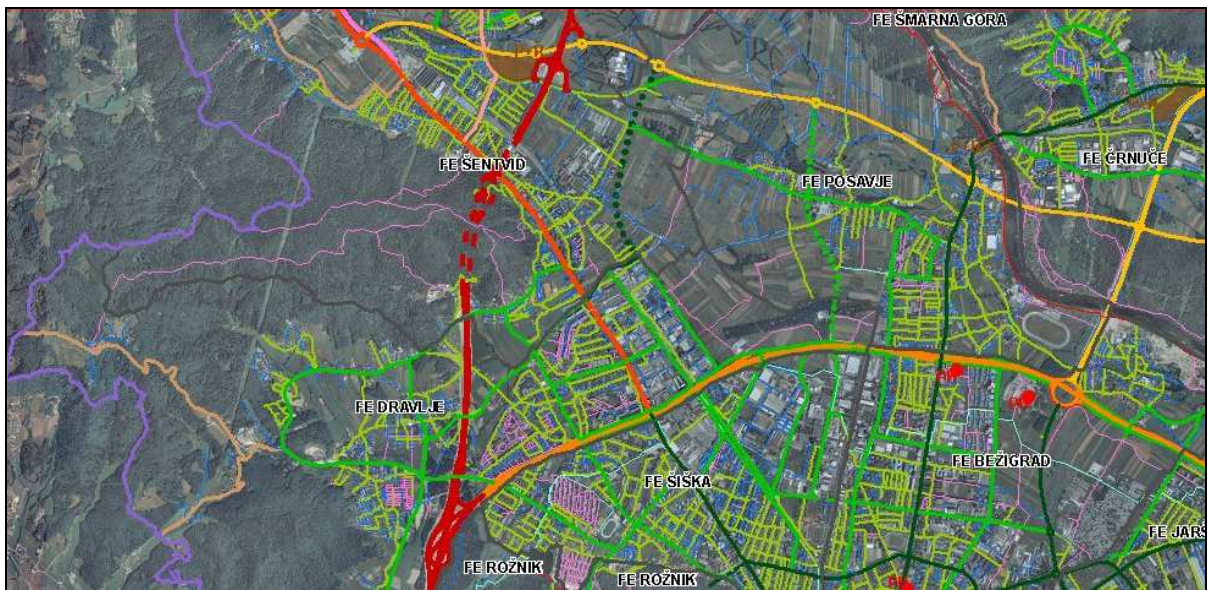 FE ŠMARNA GORA
P+R
FE ŠENTVID
FE ČRNUČE
FE POSAVJE
FE DRAVLJE
FE BEŽIGRAD
FE ŠIŠKA
FE JARŠ
FE ROŽNIK
FE ROŽNIK